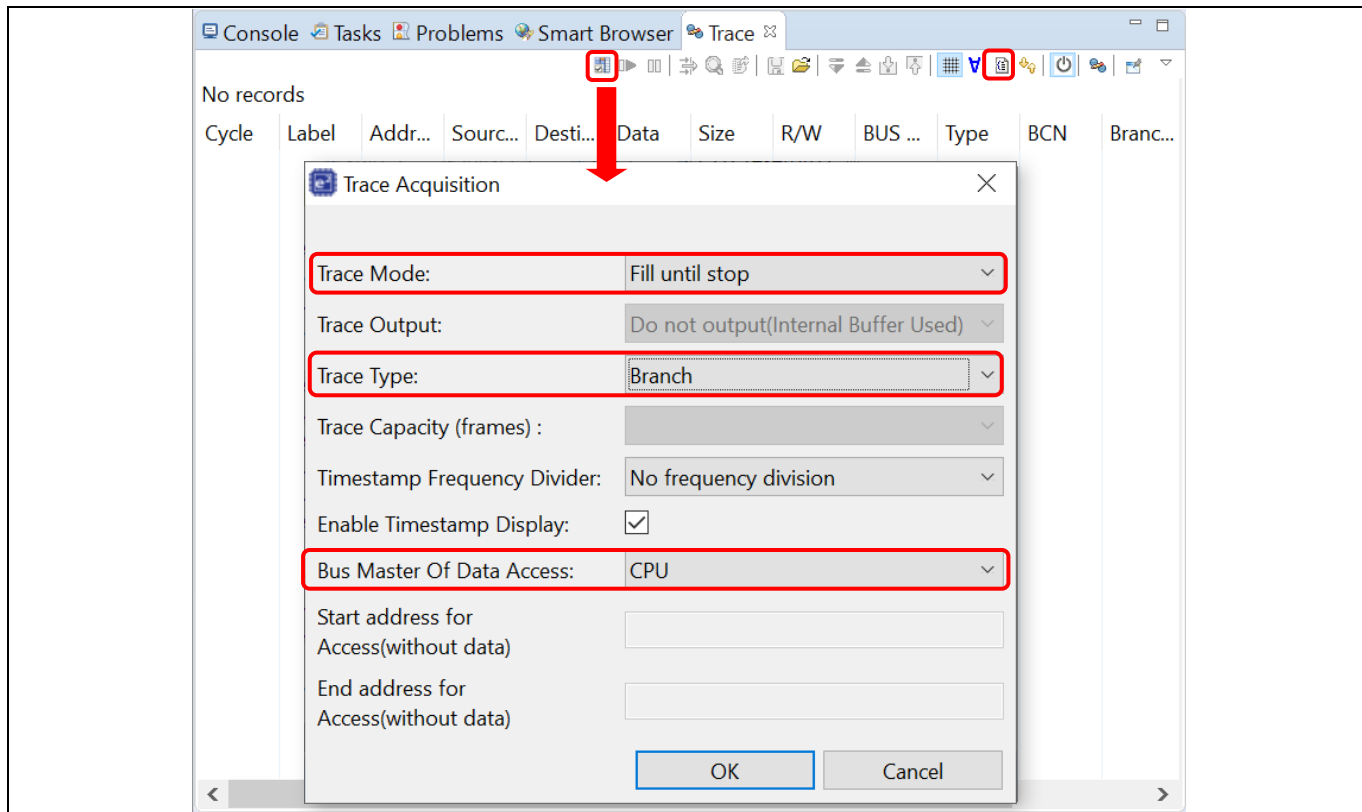 Console Tasks Problems Smart Browser Trace
No records
Cycle Label Addr... Sourc... Desti... Data Size R/W BUS ... Type BCN Branc...
Trace Acquisition
Trace Mode: Fill until stop
Trace Output: Do not output(Internal Buffer Used)
Trace Type: Branch
Trace Capacity (frames) :
Timestamp Frequency Divider: No frequency division
Enable Timestamp Display:
Bus Master Of Data Access: CPU
Start address for
Access(without data)
End address for
Access(without data)
OK Cancel